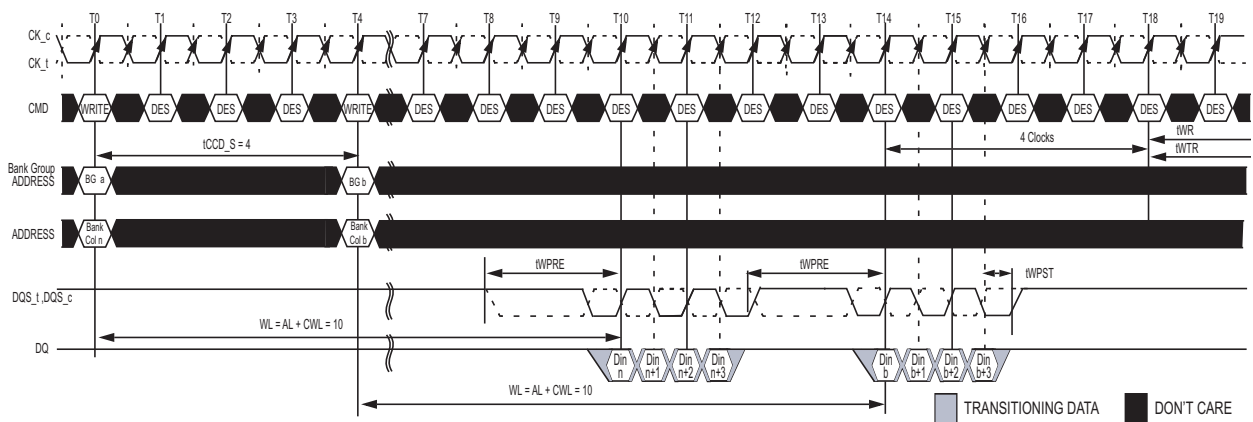 T0 T1 T2 T3 T4 T7 T8 T9 T10 T11 T12 T13 T14 T15 T16 T17 T18 T19
CK_c
CK_t
CMD WRITE DES DES DES WRITE DES DES DES DES DES DES DES DES DES DES DES DES DES
tCCD_S = 4
4 Clocks
tWR
tWTR
Bank Group
ADDRESS
BG a
BG b
ADDRESS
Bank
Col n
Bank
Col b
tWPRE
tWPRE
tWPST
DQS_t ,DQS_c
WL = AL + CWL = 10
DQ
Din
n
Din
n+1
Din
n+2
Din
n+3
Din
b
Din
b+1
Din
b+2
Din
b+3
WL = AL + CWL = 10
TRANSITIONING DATA
DON'T CARE